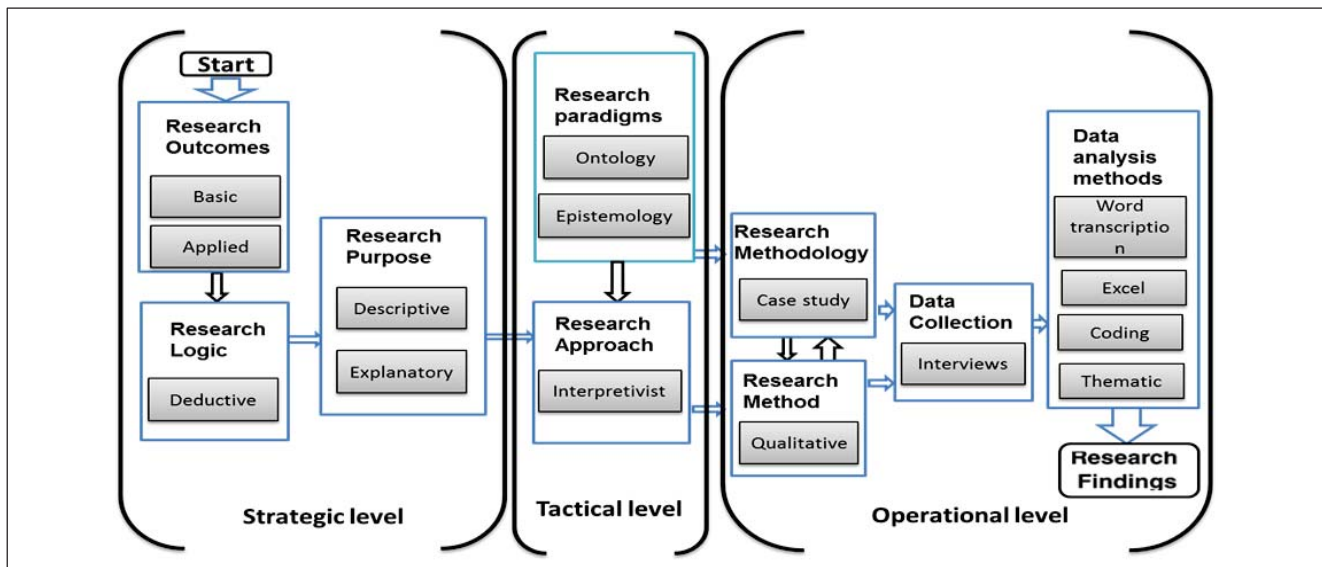 Start
Research
Outcomes
Basic
Applied
Research
Logic
Deductive
Research
Purpose
Descriptive
Explanatory
Strategic level
Research
paradigms
Ontology
Epistemology
Research
Approach
Interpretivist
Tactical level
Research
Methodology
Case study
Research
Method
Qualitative
Data
Collection
Interviews
Data
analysis
methods
Word
transcriptio
n
Excel
Coding
Thematic
Research
Findings
Operational level